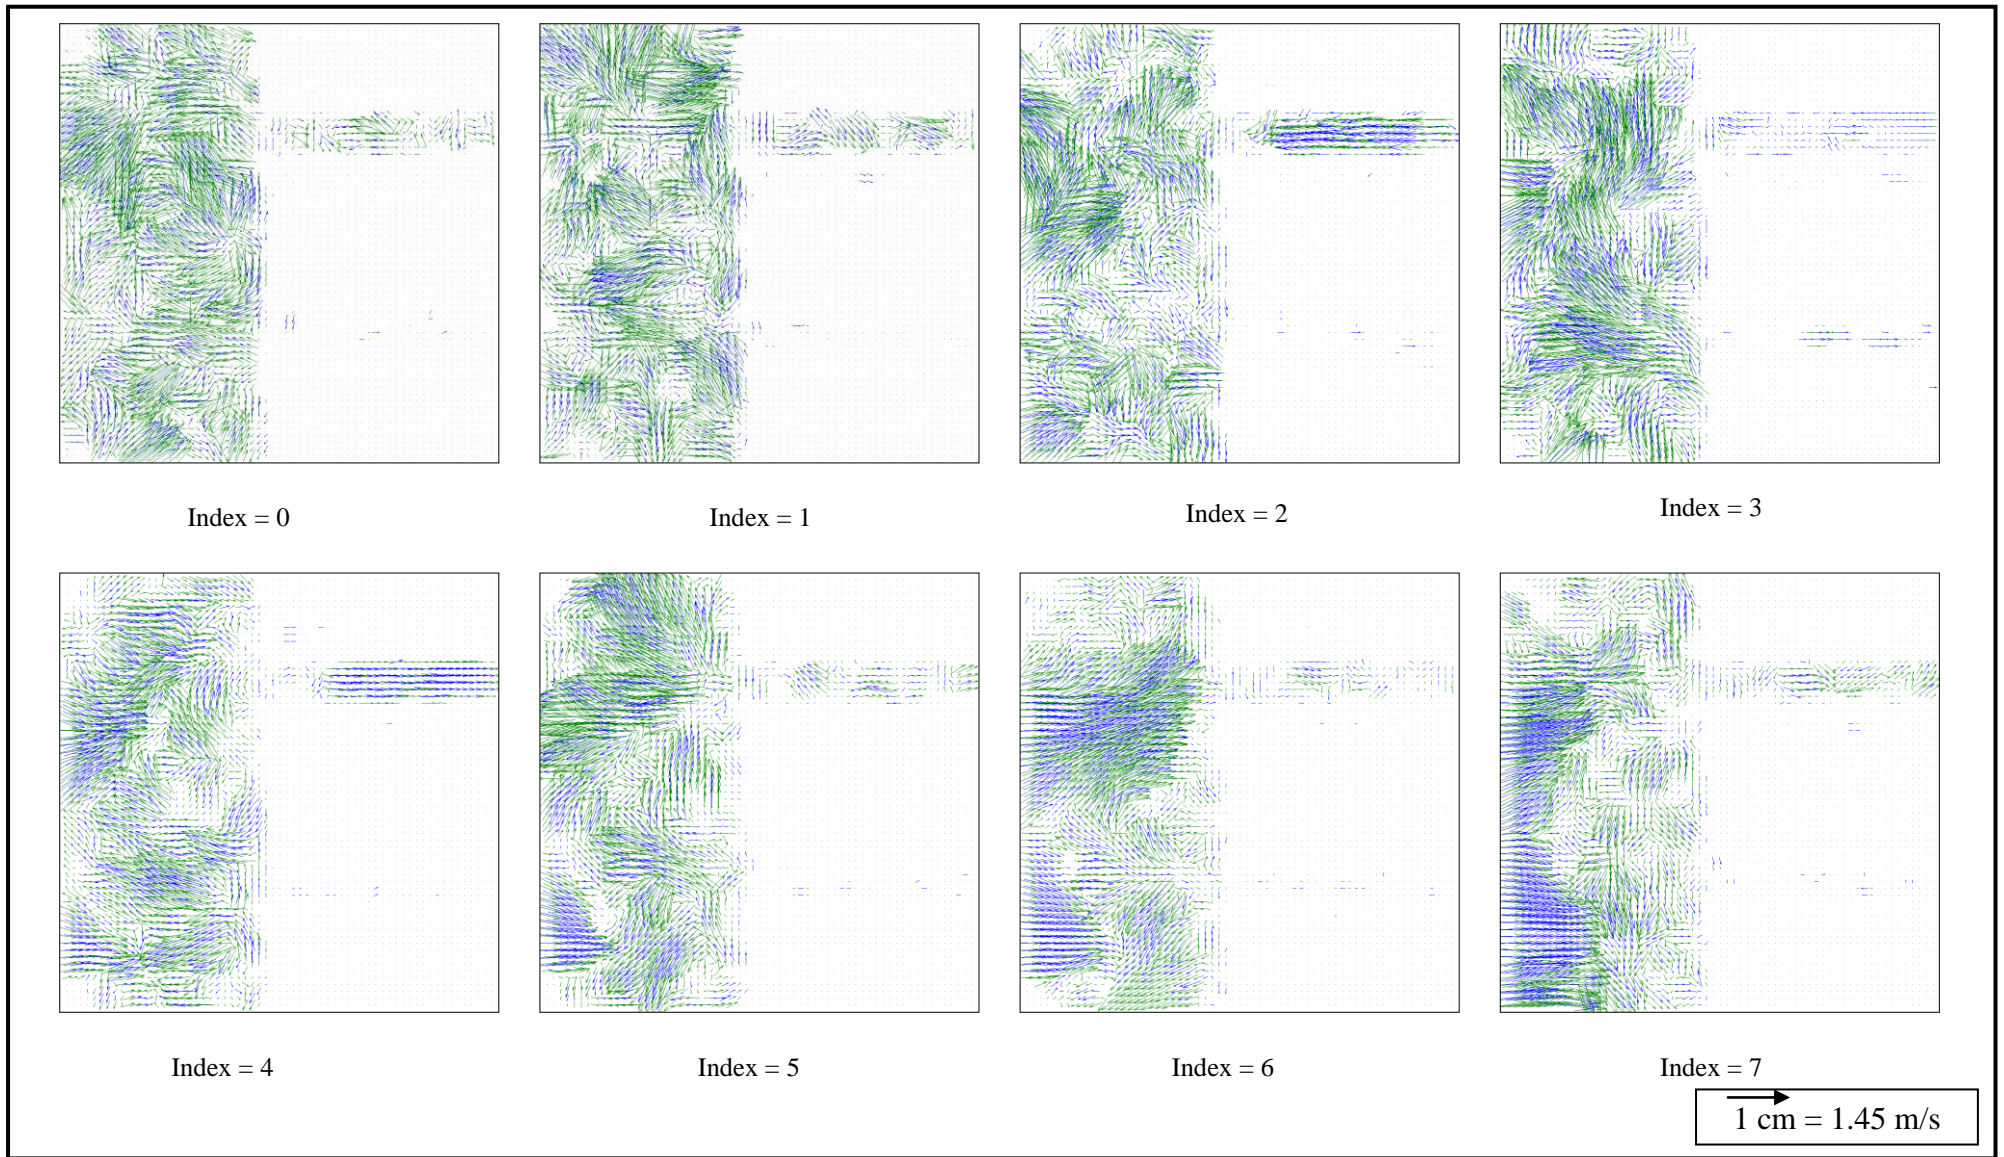 Index = 0
Index = 1
Index = 2
Index = 3
Index = 4
Index = 5
Index = 6
Index = 7
1 cm = 1.45 m/s